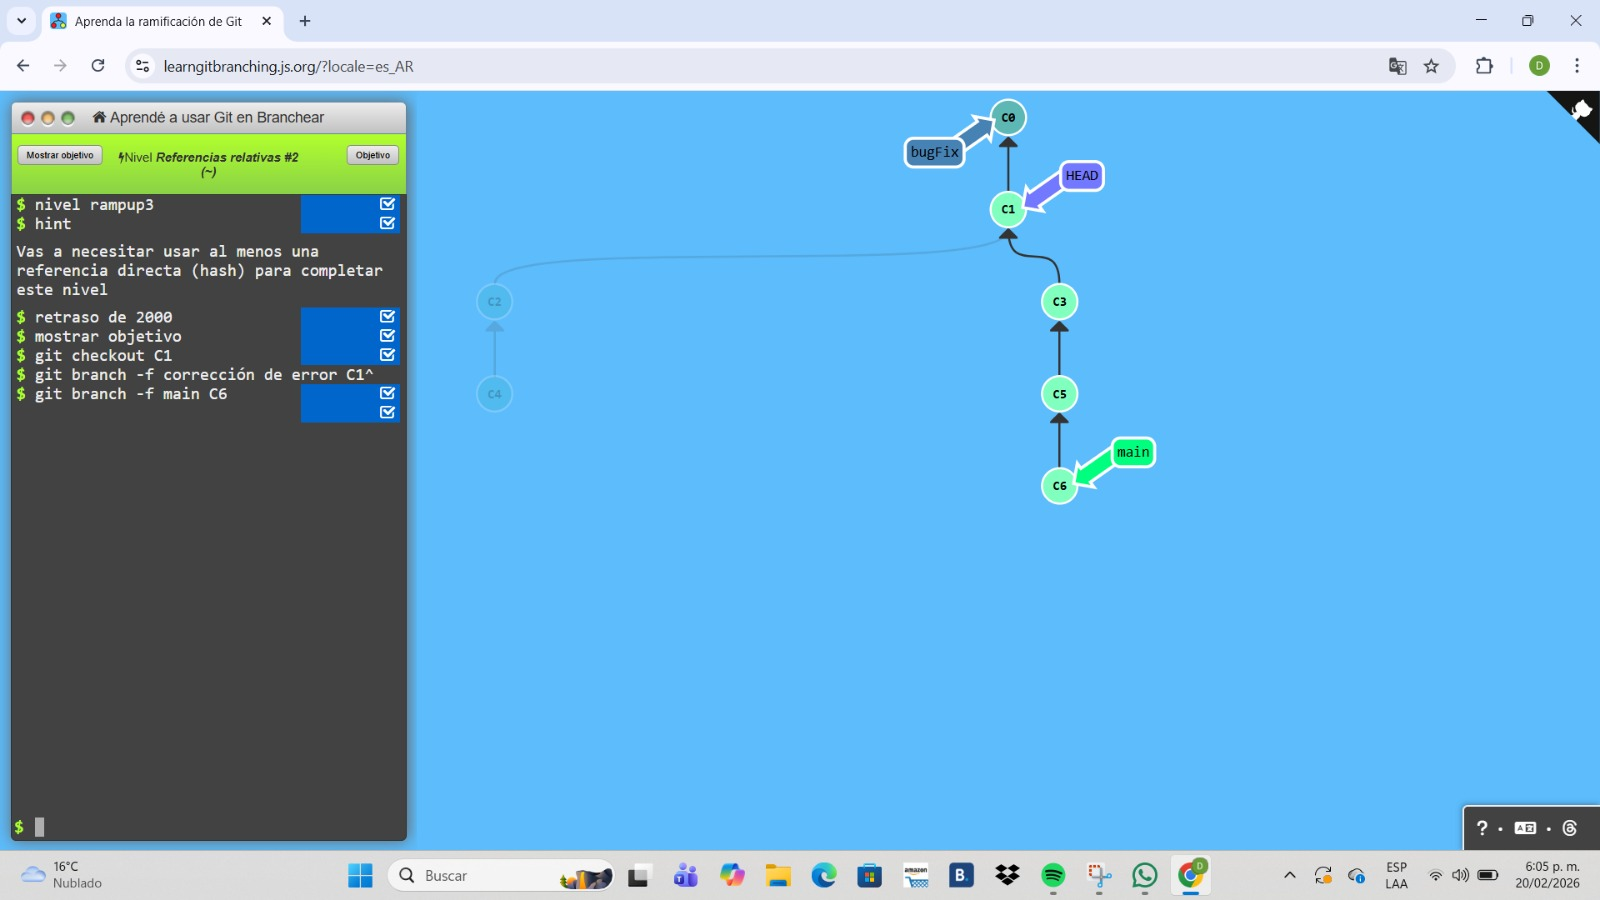 Aprenda la ramificación de Git
learngitbranching.js.org/?locale=es_AR
D
Aprendé a usar Git en Branchear
Mostrar objetivo
Nivel Referencias relativas #2
(~)
Objetivo
$ nivel rampup3
$ hint
Vas a necesitar usar al menos una
referencia directa (hash) para completar
este nivel
$ retraso de 2000
$ mostrar objetivo
$ git checkout C1
$ git branch -f corrección de error C1^
$ git branch -f main C6
$
C0
bugFix
HEAD
C1
C2
C3
C4
C5
main
C6
?
16°C
Nublado
Buscar
amazon
B.
D
ESP
LAA
6:05 p. m.
20/02/2026